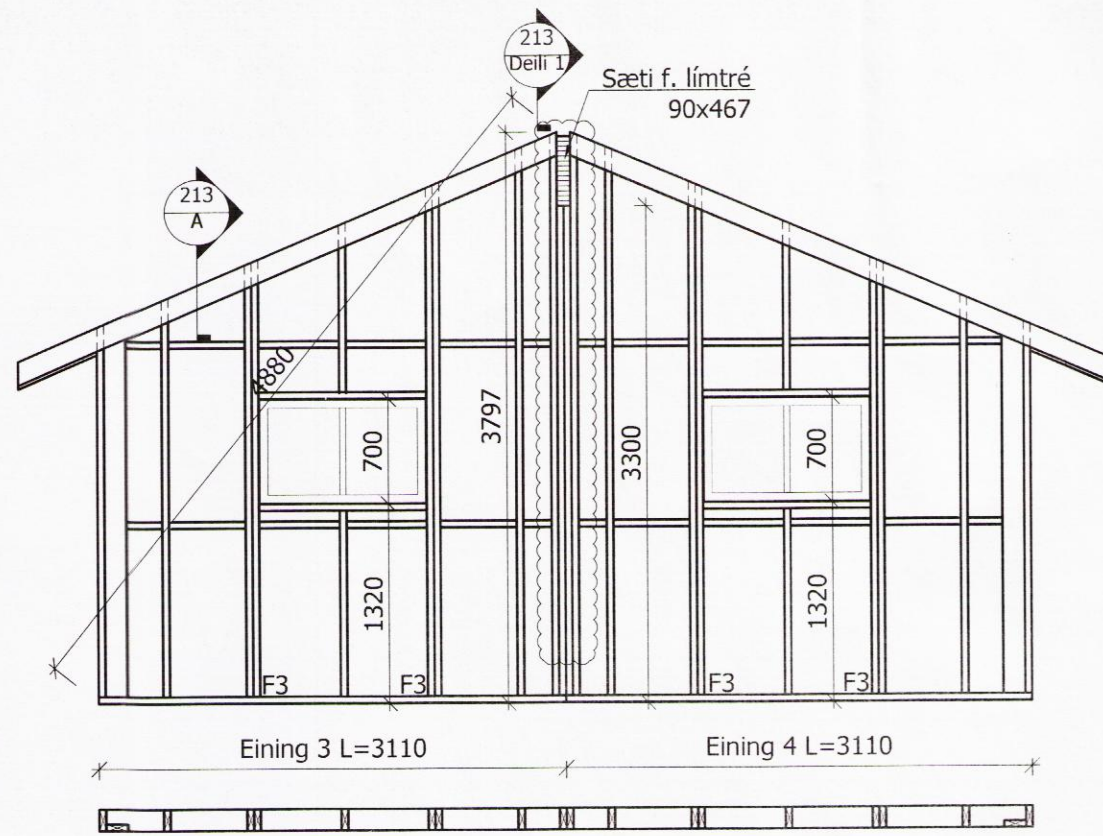 213
Deili 1
Sæti f. límtré
90x467
213
A
4880
700
3797
3300
700
1320
1320
F3
F3
F3
F3
Eining 3 L=3110
Eining 4 L=3110